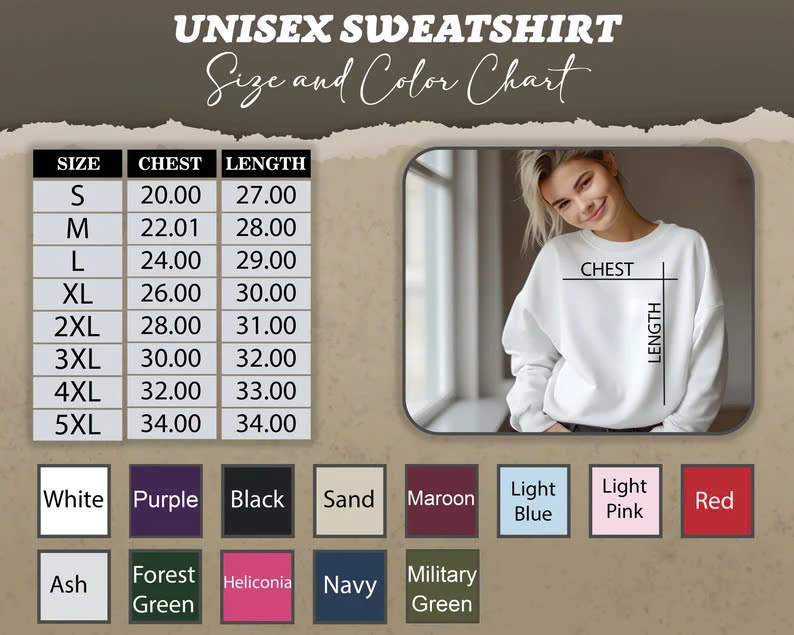 UNISEX SWEATSHIRT
Size and Color Chart
SIZE CHEST LENGTH
S 20.00 27.00
M 22.01 28.00
L 24.00 29.00
XL 26.00 30.00
2XL 28.00 31.00
3XL 30.00 32.00
4XL 32.00 33.00
5XL 34.00 34.00
CHEST
LENGTH
White Purple Black Sand Maroon Light Blue Light Pink Red
Ash Forest Green Heliconia Navy Military Green